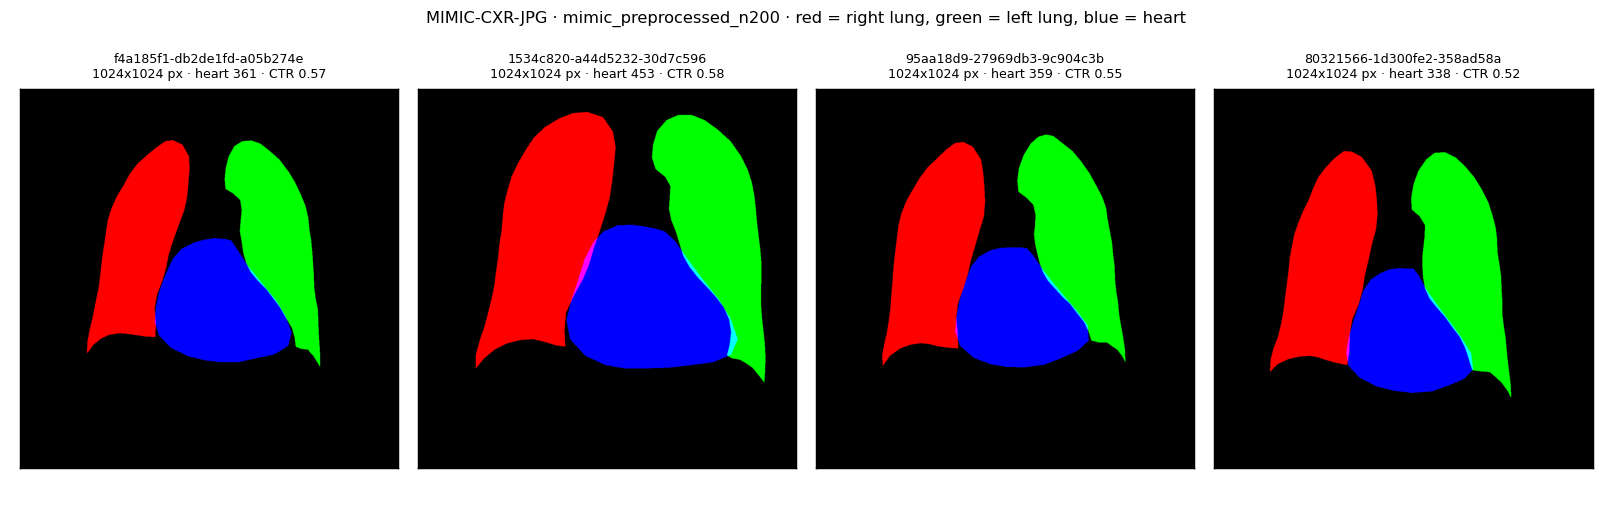 MIMIC-CXR-JPG · mimic_preprocessed_n200 · red = right lung, green = left lung, blue = heart
f4a185f1-db2de1fd-a05b274e
1024x1024 px · heart 361 · CTR 0.57
1534c820-a44d5232-30d7c596
1024x1024 px · heart 453 · CTR 0.58
95aa18d9-27969db3-9c904c3b
1024x1024 px · heart 359 · CTR 0.55
80321566-1d300fe2-358ad58a
1024x1024 px · heart 338 · CTR 0.52